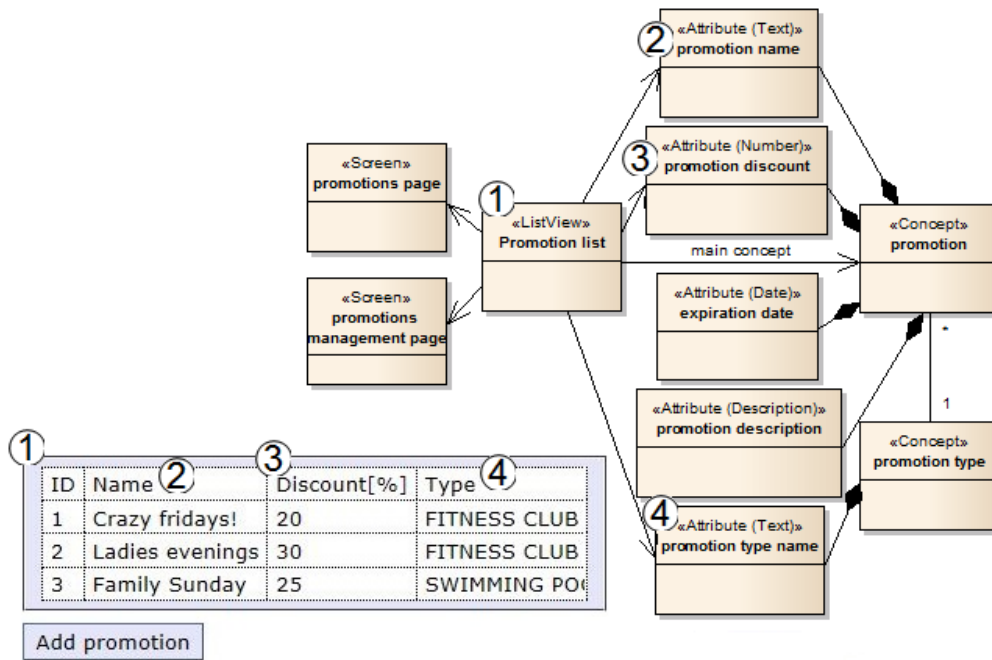 ②
«Attribute (Text)»
promotion name
③
«Attribute (Number)»
promotion discount
«Screen»
promotions page
①
«ListView»
Promotion list
main concept
«Concept»
promotion
«Screen»
promotions
management page
«Attribute (Date)»
expiration date
*
1
«Attribute (Description)»
promotion description
«Concept»
promotion type
④
«Attribute (Text)»
promotion type name
①
②
③
④
ID Name Discount[%] Type
1 Crazy fridays! 20 FITNESS CLUB
2 Ladies evenings 30 FITNESS CLUB
3 Family Sunday 25 SWIMMING POO
Add promotion